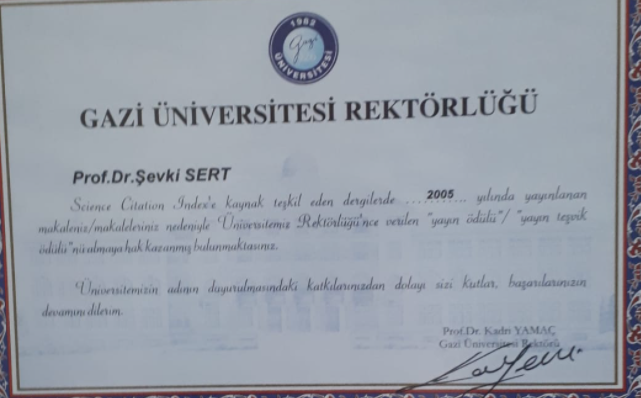 1982
Gazi
ÜNİVERSİTESİ
GAZİ ÜNİVERSİTESİ REKTÖRLÜĞÜ
Prof.Dr.Şevki SERT
Science Citation Index'e kaynak teşkil eden dergilerde ....2005... yılında yayınlanan
makaleniz/makaleleriniz nedeniyle Üniversitemiz Rektörlüğü'nce verilen "yayın ödülü"/ "yayın teşvik
ödülü"nü almaya hak kazanmış bulunmaktasınız.
Üniversitemizin adının duyurulmasındaki katkılarınızdan dolayı sizi kutlar, başarılarınızın
devamını dilerim.
Prof.Dr. Kadri YAMAÇ
Gazi Üniversitesi Rektörü